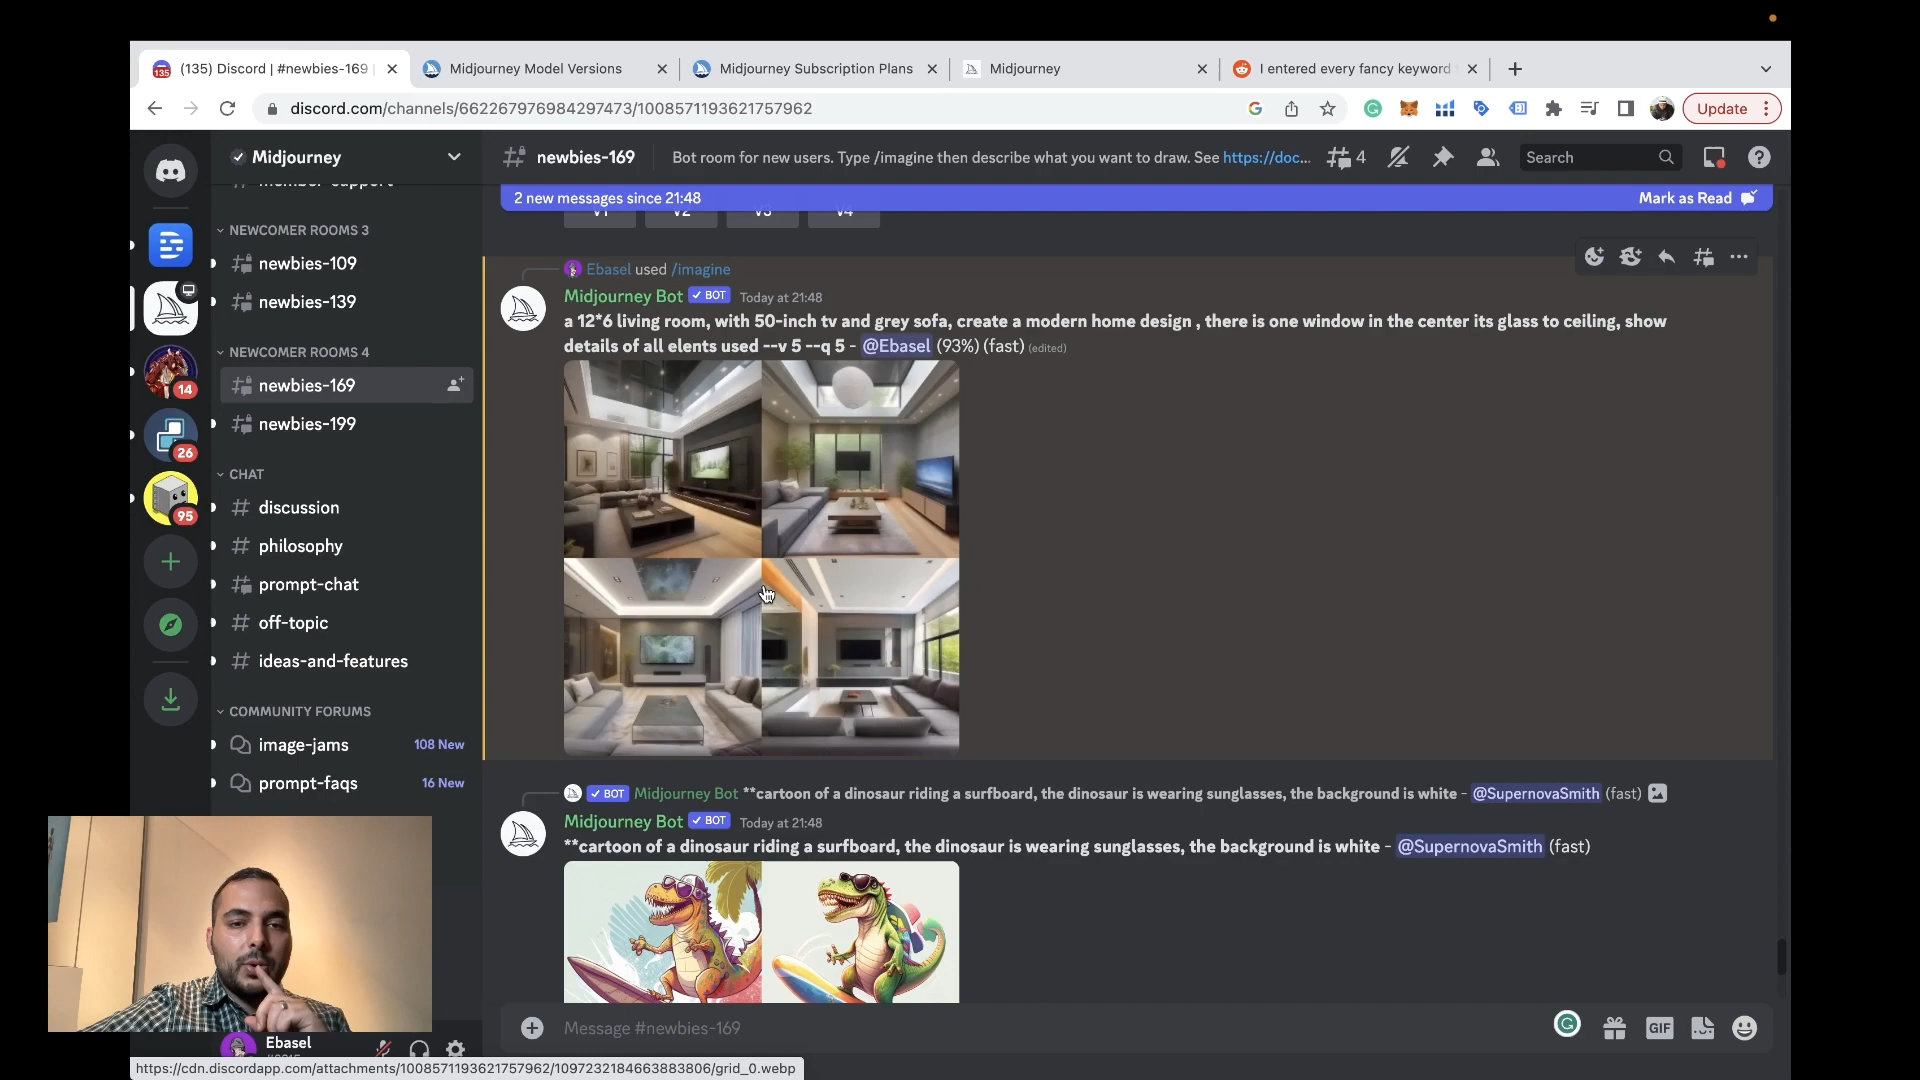 (135) Discord | #newbies-169
Midjourney Model Versions
Midjourney Subscription Plans
Midjourney
I entered every fancy keyword
discord.com/channels/662267976984297473/1008571193621757962
Update
Midjourney
newbies-169
Bot room for new users. Type /imagine then describe what you want to draw. See https://doc...
4
Search
member-support
2 new messages since 21:48
Mark as Read
V1 V2 V3 V4
NEWCOMER ROOMS 3
newbies-109
newbies-139
NEWCOMER ROOMS 4
newbies-169
newbies-199
CHAT
discussion
philosophy
prompt-chat
off-topic
ideas-and-features
COMMUNITY FORUMS
image-jams 108 New
prompt-faqs 16 New
14
26
95
Ebasel used /imagine
Midjourney Bot BOT Today at 21:48
a 12*6 living room, with 50-inch tv and grey sofa, create a modern home design , there is one window in the center its glass to ceiling, show
details of all elents used --v 5 --q 5 - @Ebasel (93%) (fast) (edited)
BOT Midjourney Bot **cartoon of a dinosaur riding a surfboard, the dinosaur is wearing sunglasses, the background is white - @SupernovaSmith (fast)
Midjourney Bot BOT Today at 21:48
**cartoon of a dinosaur riding a surfboard, the dinosaur is wearing sunglasses, the background is white - @SupernovaSmith (fast)
Message #newbies-169
GIF
Ebasel
https://cdn.discordapp.com/attachments/1008571193621757962/1097232184663883806/grid_0.webp